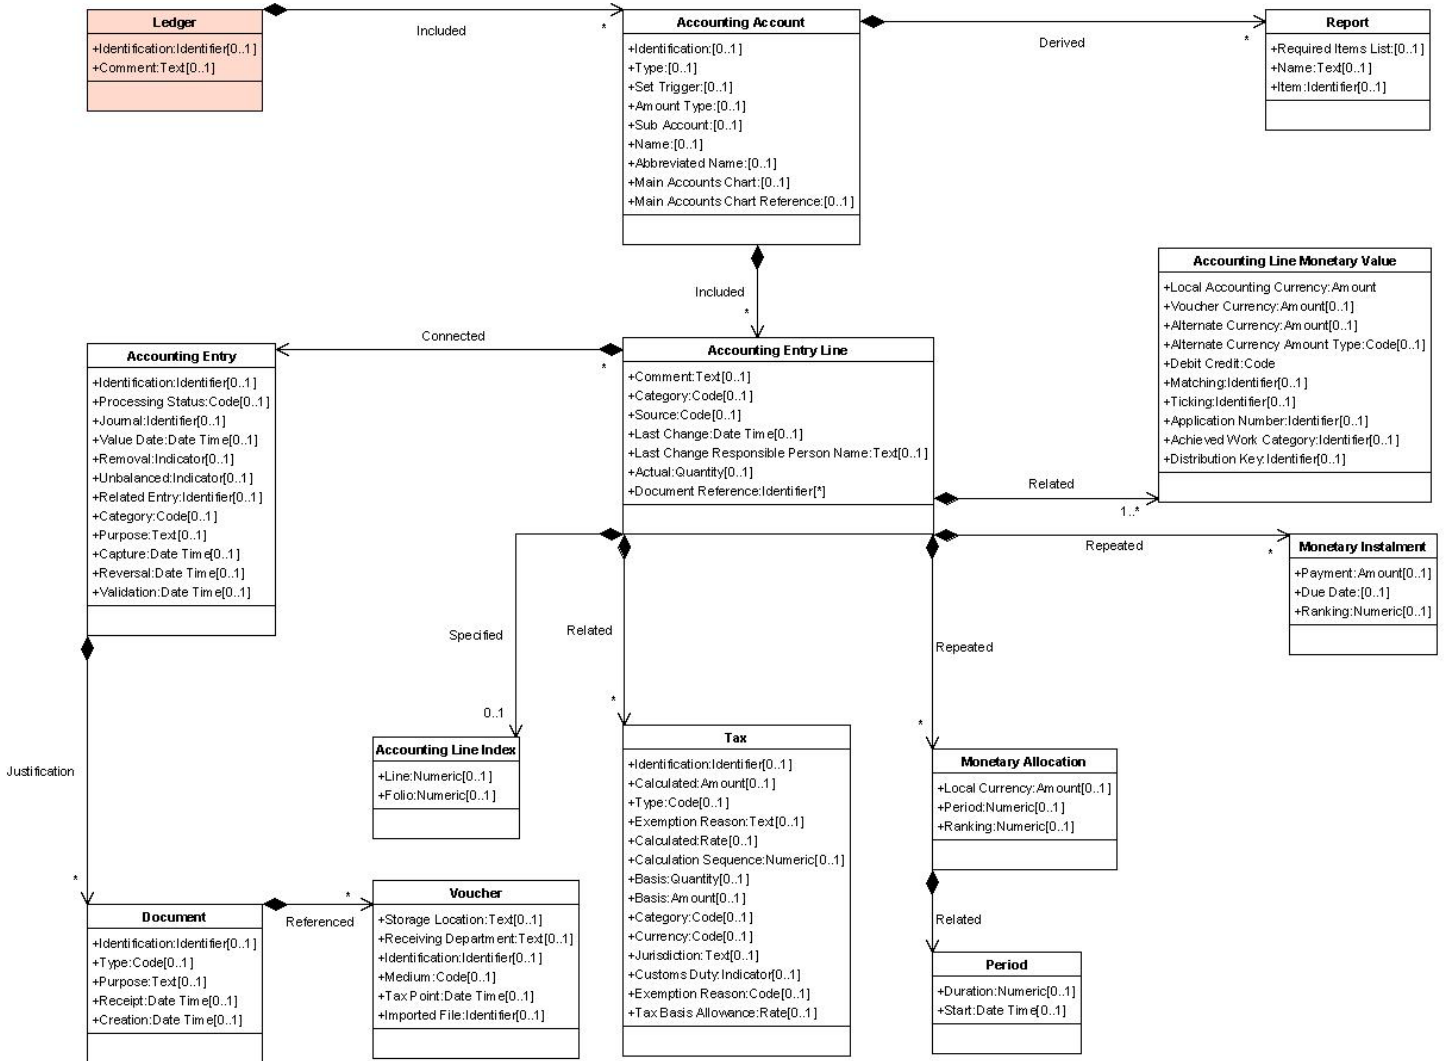 Ledger
+Identification:Identifier[0..1]
+Comment:Text[0..1]
Included
*
Accounting Account
+Identification:[0..1]
+Type:[0..1]
+Set Trigger:[0..1]
+Amount Type:[0..1]
+Sub Account:[0..1]
+Name:[0..1]
+Abbreviated Name:[0..1]
+Main Accounts Chart:[0..1]
+Main Accounts Chart Reference:[0..1]
Derived
*
Report
+Required Items List:[0..1]
+Name:Text[0..1]
+Item:Identifier[0..1]
Included
*
Accounting Line Monetary Value
+Local Accounting Currency:Amount
+Voucher Currency:Amount[0..1]
+Alternate Currency:Amount[0..1]
+Alternate Currency Amount Type:Code[0..1]
+Debit Credit:Code
+Matching:Identifier[0..1]
+Ticking:Identifier[0..1]
+Application Number:Identifier[0..1]
+Achieved Work Category:Identifier[0..1]
+Distribution Key:Identifier[0..1]
Connected
*
Accounting Entry
+Identification:Identifier[0..1]
+Processing Status:Code[0..1]
+Journal:Identifier[0..1]
+Value Date:Date Time[0..1]
+Removal:Indicator[0..1]
+Unbalanced:Indicator[0..1]
+Related Entry:Identifier[0..1]
+Category:Code[0..1]
+Purpose:Text[0..1]
+Capture:Date Time[0..1]
+Reversal:Date Time[0..1]
+Validation:Date Time[0..1]
Accounting Entry Line
+Comment:Text[0..1]
+Category:Code[0..1]
+Source:Code[0..1]
+Last Change:Date Time[0..1]
+Last Change Responsible Person Name:Text[0..1]
+Actual:Quantity[0..1]
+Document Reference:Identifier[*]
Related
1..*
Repeated
*
Monetary Instalment
+Payment:Amount[0..1]
+Due Date:[0..1]
+Ranking:Numeric[0..1]
Specified
0..1
Related
*
Repeated
*
Justification
*
Accounting Line Index
+Line:Numeric[0..1]
+Folio:Numeric[0..1]
Tax
+Identification:Identifier[0..1]
+Calculated:Amount[0..1]
+Type:Code[0..1]
+Exemption Reason:Text[0..1]
+Calculated:Rate[0..1]
+Calculation Sequence:Numeric[0..1]
+Basis:Quantity[0..1]
+Basis:Amount[0..1]
+Category:Code[0..1]
+Currency:Code[0..1]
+Jurisdiction:Text[0..1]
+Customs Duty:Indicator[0..1]
+Exemption Reason:Code[0..1]
+Tax Basis Allowance:Rate[0..1]
Monetary Allocation
+Local Currency:Amount[0..1]
+Period:Numeric[0..1]
+Ranking:Numeric[0..1]
Related
Period
+Duration:Numeric[0..1]
+Start:Date Time[0..1]
Document
+Identification:Identifier[0..1]
+Type:Code[0..1]
+Purpose:Text[0..1]
+Receipt:Date Time[0..1]
+Creation:Date Time[0..1]
*
Referenced
Voucher
+Storage Location:Text[0..1]
+Receiving Department:Text[0..1]
+Identification:Identifier[0..1]
+Medium:Code[0..1]
+Tax Point:Date Time[0..1]
+Imported File:Identifier[0..1]